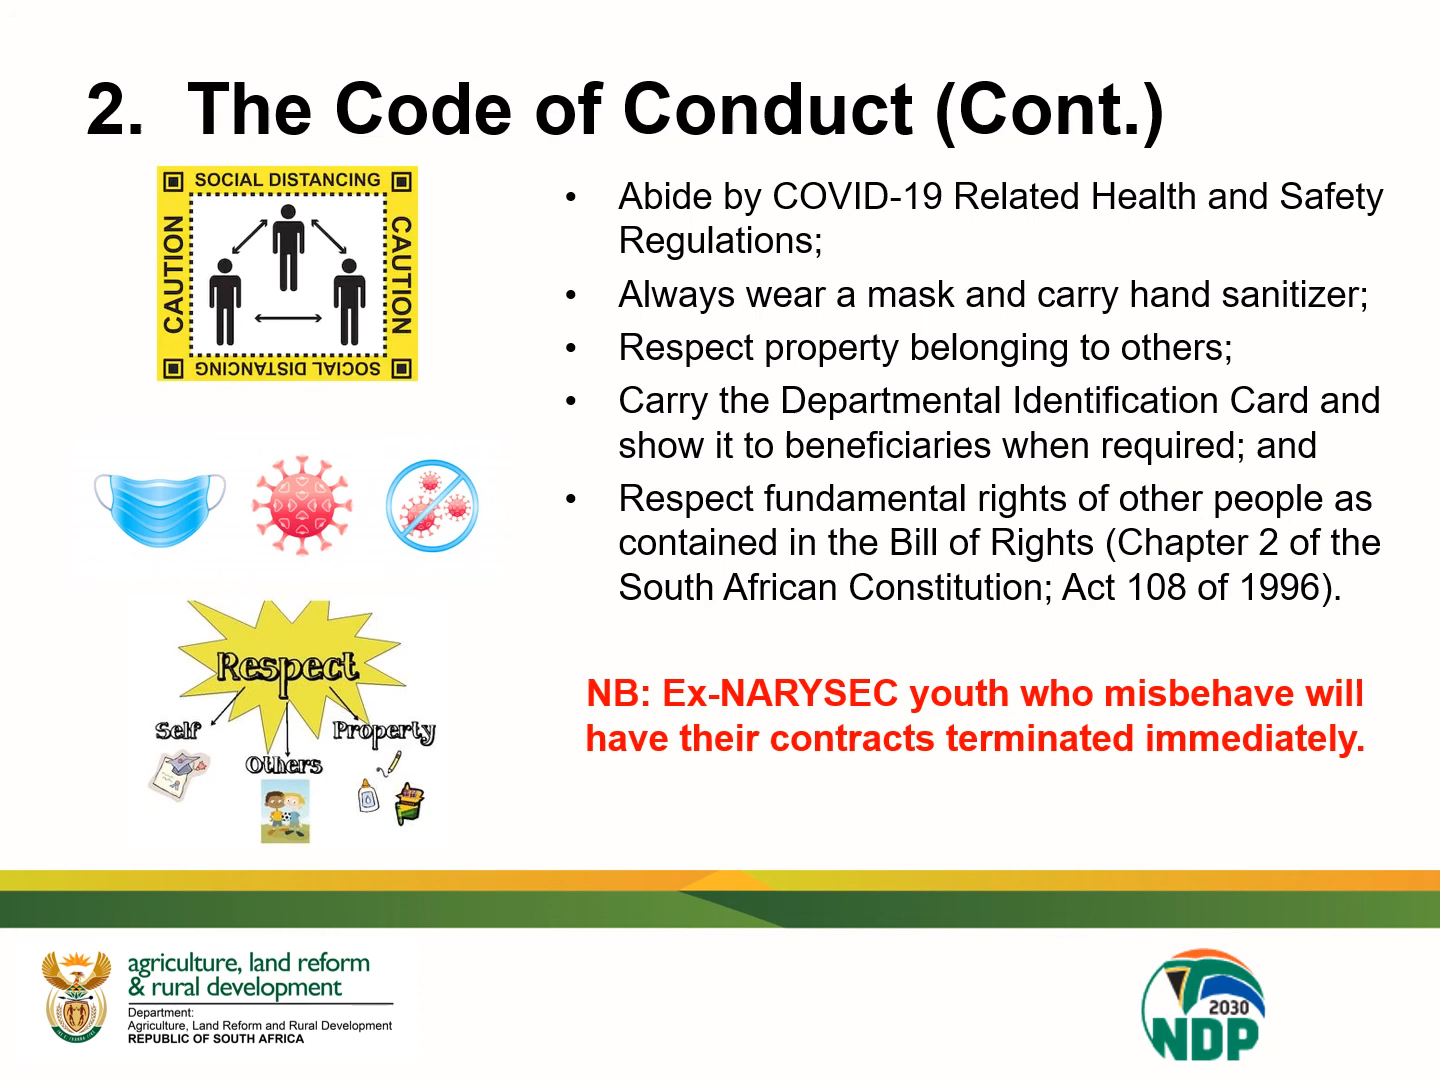 2. The Code of Conduct (Cont.)
SOCIAL DISTANCING
CAUTION
CAUTION
SOCIAL DISTANCING
Respect
Self
Property
Others
• Abide by COVID-19 Related Health and Safety
Regulations;
• Always wear a mask and carry hand sanitizer;
• Respect property belonging to others;
• Carry the Departmental Identification Card and
show it to beneficiaries when required; and
• Respect fundamental rights of other people as
contained in the Bill of Rights (Chapter 2 of the
South African Constitution; Act 108 of 1996).
NB: Ex-NARYSEC youth who misbehave will
have their contracts terminated immediately.
agriculture, land reform
& rural development
Department:
Agriculture, Land Reform and Rural Development
REPUBLIC OF SOUTH AFRICA
2030
NDP